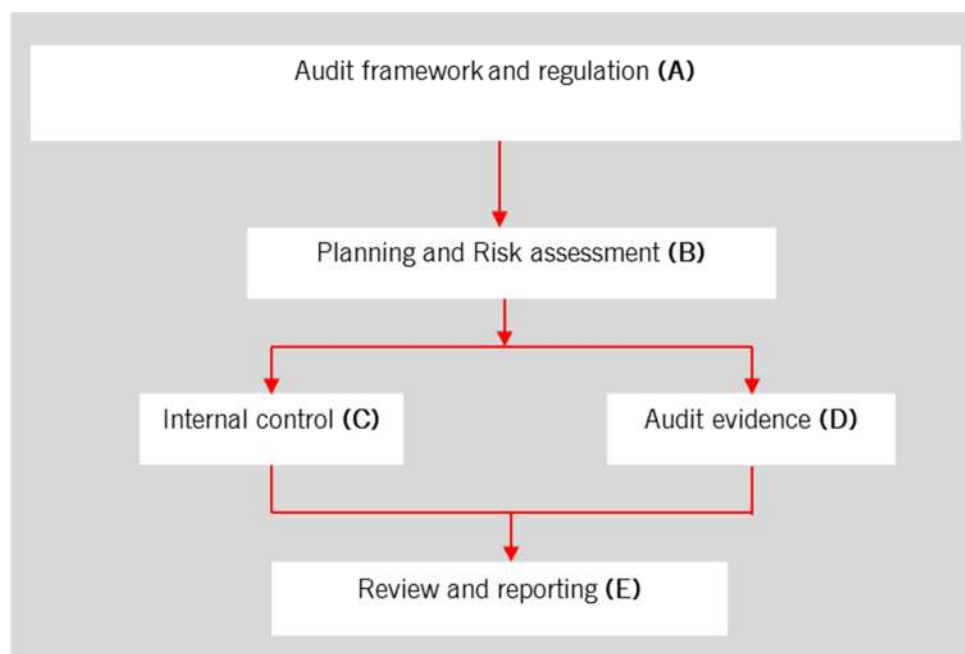 Audit framework and regulation (A)
Planning and Risk assessment (B)
Internal control (C)
Audit evidence (D)
Review and reporting (E)